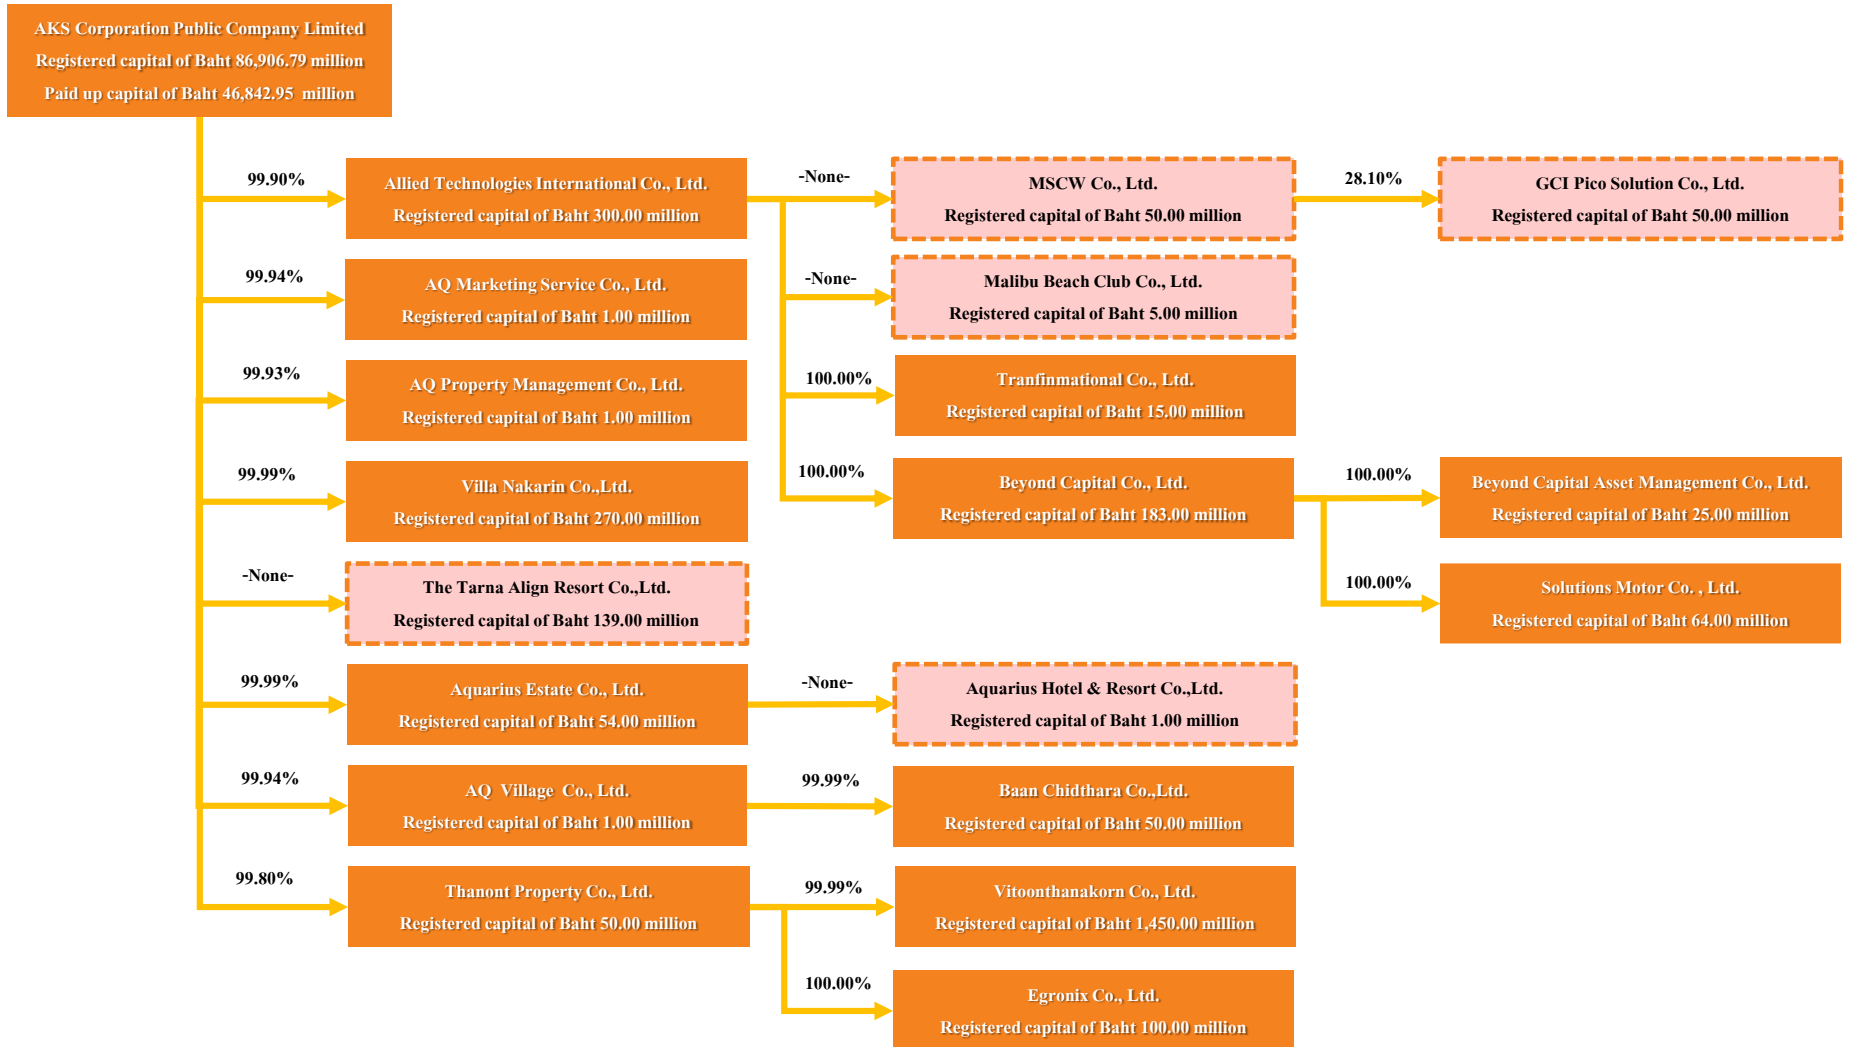 AKS Corporation Public Company Limited
Registered capital of Baht 86,906.79 million
Paid up capital of Baht 46,842.95 million
99.90%
Allied Technologies International Co., Ltd.
Registered capital of Baht 300.00 million
-None-
MSCW Co., Ltd.
Registered capital of Baht 50.00 million
28.10%
GCI Pico Solution Co., Ltd.
Registered capital of Baht 50.00 million
99.94%
AQ Marketing Service Co., Ltd.
Registered capital of Baht 1.00 million
-None-
Malibu Beach Club Co., Ltd.
Registered capital of Baht 5.00 million
99.93%
AQ Property Management Co., Ltd.
Registered capital of Baht 1.00 million
100.00%
Tranfinmational Co., Ltd.
Registered capital of Baht 15.00 million
99.99%
Villa Nakarin Co.,Ltd.
Registered capital of Baht 270.00 million
100.00%
Beyond Capital Co., Ltd.
Registered capital of Baht 183.00 million
100.00%
Beyond Capital Asset Management Co., Ltd.
Registered capital of Baht 25.00 million
-None-
The Tarna Align Resort Co.,Ltd.
Registered capital of Baht 139.00 million
100.00%
Solutions Motor Co. , Ltd.
Registered capital of Baht 64.00 million
99.99%
Aquarius Estate Co., Ltd.
Registered capital of Baht 54.00 million
-None-
Aquarius Hotel & Resort Co.,Ltd.
Registered capital of Baht 1.00 million
99.94%
AQ Village Co., Ltd.
Registered capital of Baht 1.00 million
99.99%
Baan Chidthara Co.,Ltd.
Registered capital of Baht 50.00 million
99.80%
Thanont Property Co., Ltd.
Registered capital of Baht 50.00 million
99.99%
Vitoonthanakorn Co., Ltd.
Registered capital of Baht 1,450.00 million
100.00%
Egronix Co., Ltd.
Registered capital of Baht 100.00 million